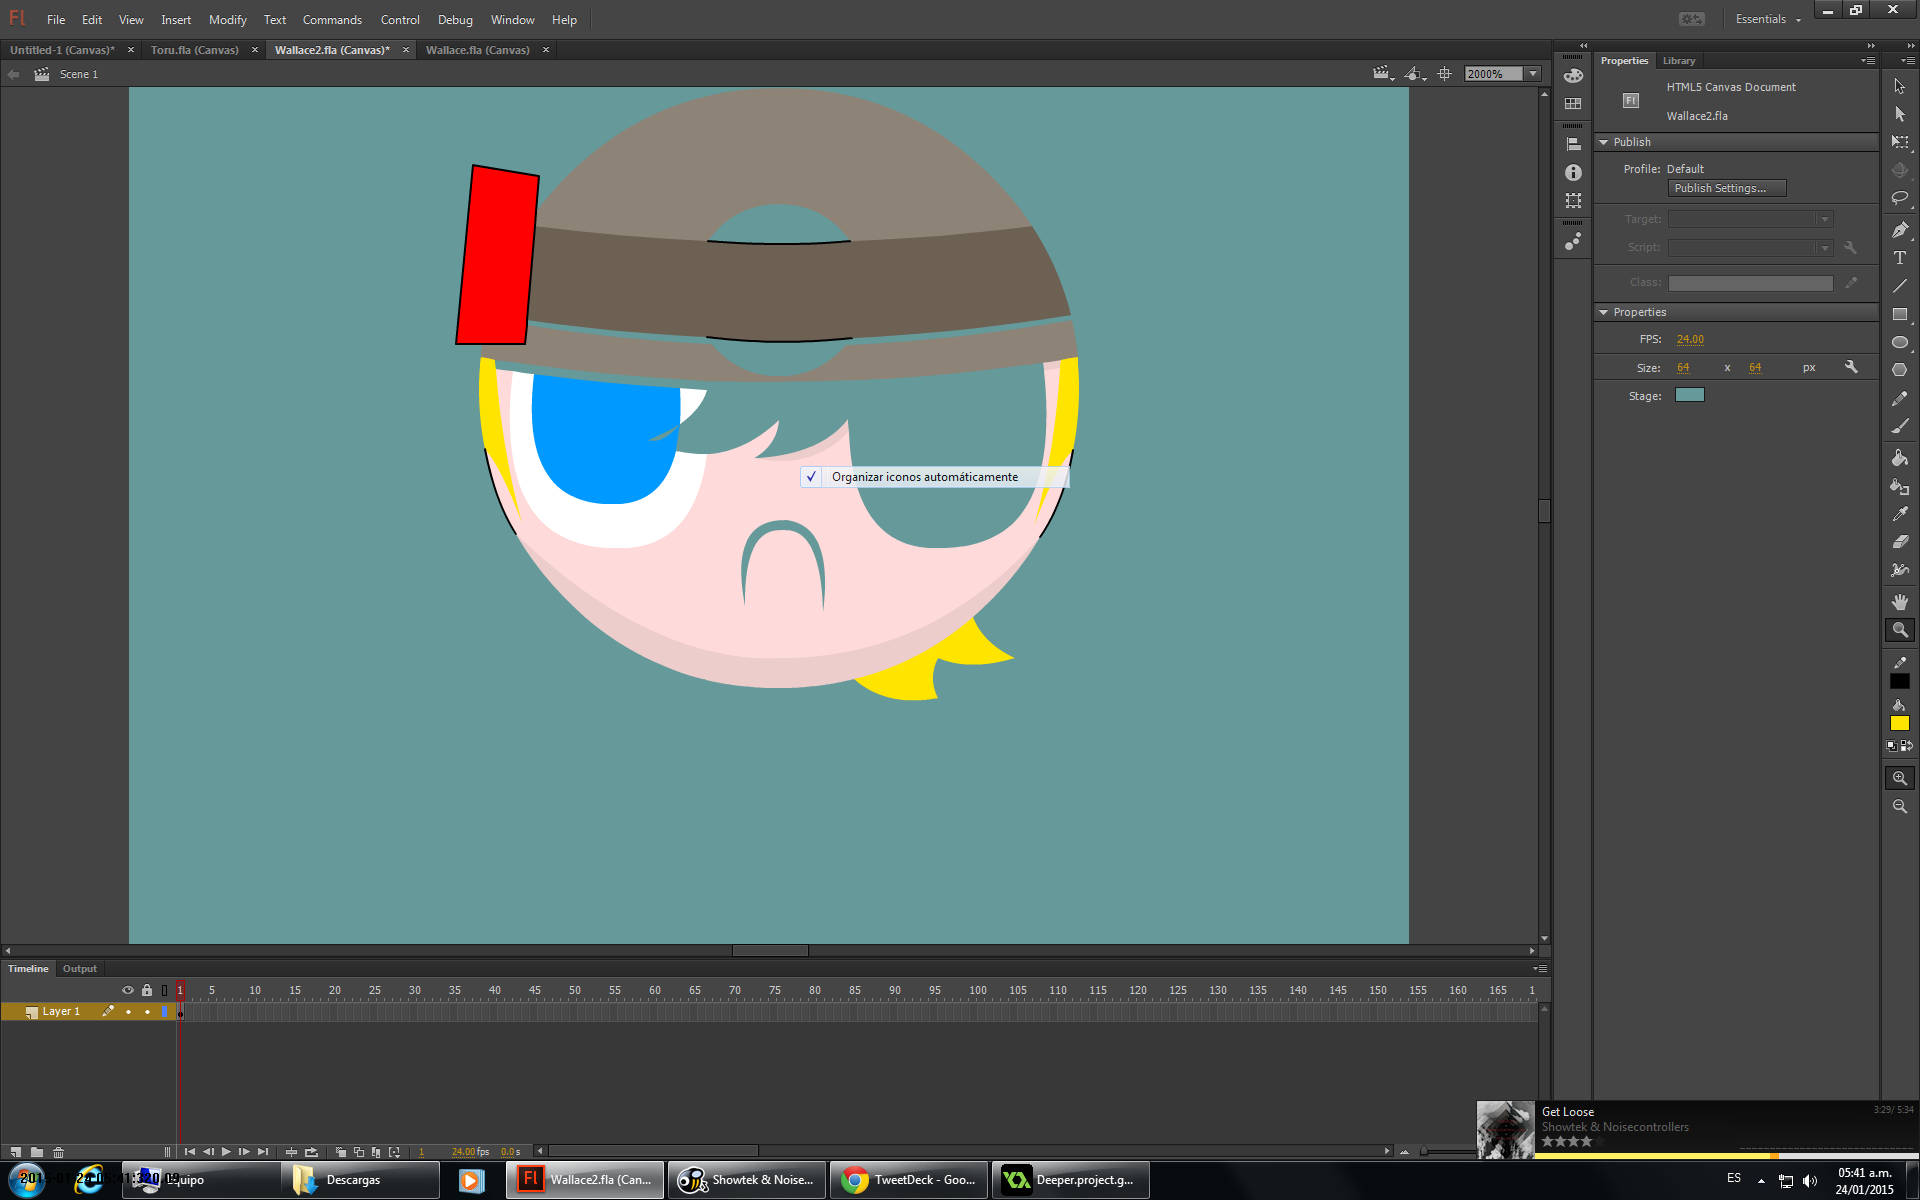 Fl File Edit View Insert Modify Text Commands Control Debug Window Help Essentials
Untitled-1 (Canvas)* × Toru.fla (Canvas) × Wallace2.fla (Canvas)* × Wallace.fla (Canvas) ×
Scene 1 2000%
Properties Library
Fl HTML5 Canvas Document
Wallace2.fla
Publish
Profile: Default
Publish Settings...
Target:
Script:
Class:
Properties
FPS: 24.00
Size: 64 x 64 px
Stage:
✓ Organizar iconos automáticamente
Timeline Output
1 5 10 15 20 25 30 35 40 45 50 55 60 65 70 75 80 85 90 95 100 105 110 115 120 125 130 135 140 145 150 155 160 165 1
Layer 1
1 24.00 fps 0.0 s
Get Loose 3:29/ 5:34
Showtek & Noisecontrollers
Equipo Descargas Fl Wallace2.fla (Can... Showtek & Noise... TweetDeck - Goo... Deeper.project.g... ES
05:41 a.m.
24/01/2015